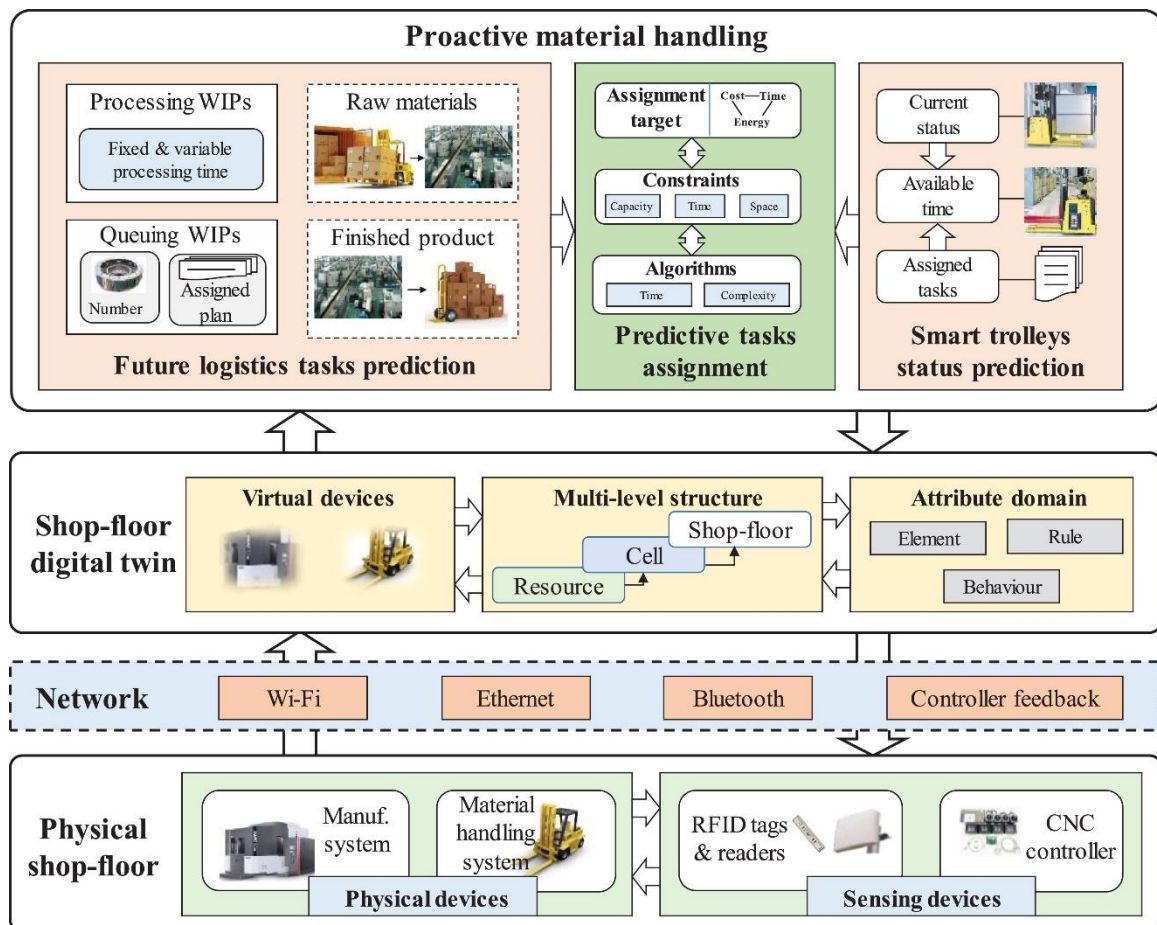 Proactive material handling
Processing WIPs
Fixed & variable
processing time
Queuing WIPs
Number
Assigned
plan
Raw materials
Finished product
Future logistics tasks prediction
Assignment
target
Cost—Time
Energy
Constraints
Capacity
Time
Space
Algorithms
Time
Complexity
Predictive tasks
assignment
Current
status
Available
time
Assigned
tasks
Smart trolleys
status prediction
Shop-floor
digital twin
Virtual devices
Multi-level structure
Shop-floor
Cell
Resource
Attribute domain
Element
Rule
Behaviour
Network
Wi-Fi
Ethernet
Bluetooth
Controller feedback
Physical
shop-floor
Manuf.
system
Material
handling
system
Physical devices
RFID tags
& readers
CNC
controller
Sensing devices